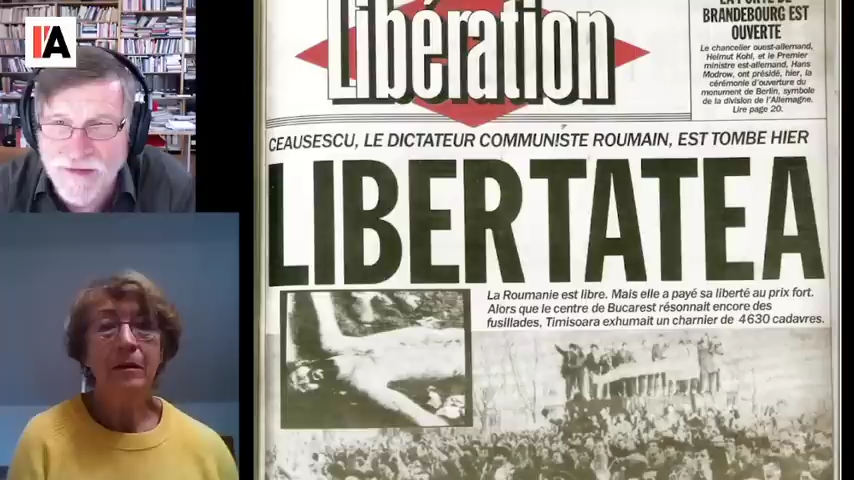 IA
Libération
LA PORTE DE
BRANDEBOURG EST
OUVERTE
Le chancelier ouest-allemand,
Helmut Kohl, et le Premier
ministre est-allemand, Hans
Modrow, ont présidé, hier, la
cérémonie d'ouverture du
monument de Berlin, symbole
de la division de l'Allemagne.
Lire page 20.
CEAUSESCU, LE DICTATEUR COMMUNISTE ROUMAIN, EST TOMBE HIER
LIBERTATEA
La Roumanie est libre. Mais elle a payé sa liberté au prix fort.
Alors que le centre de Bucarest résonnait encore des
fusillades, Timisoara exhumait un charnier de 4630 cadavres.